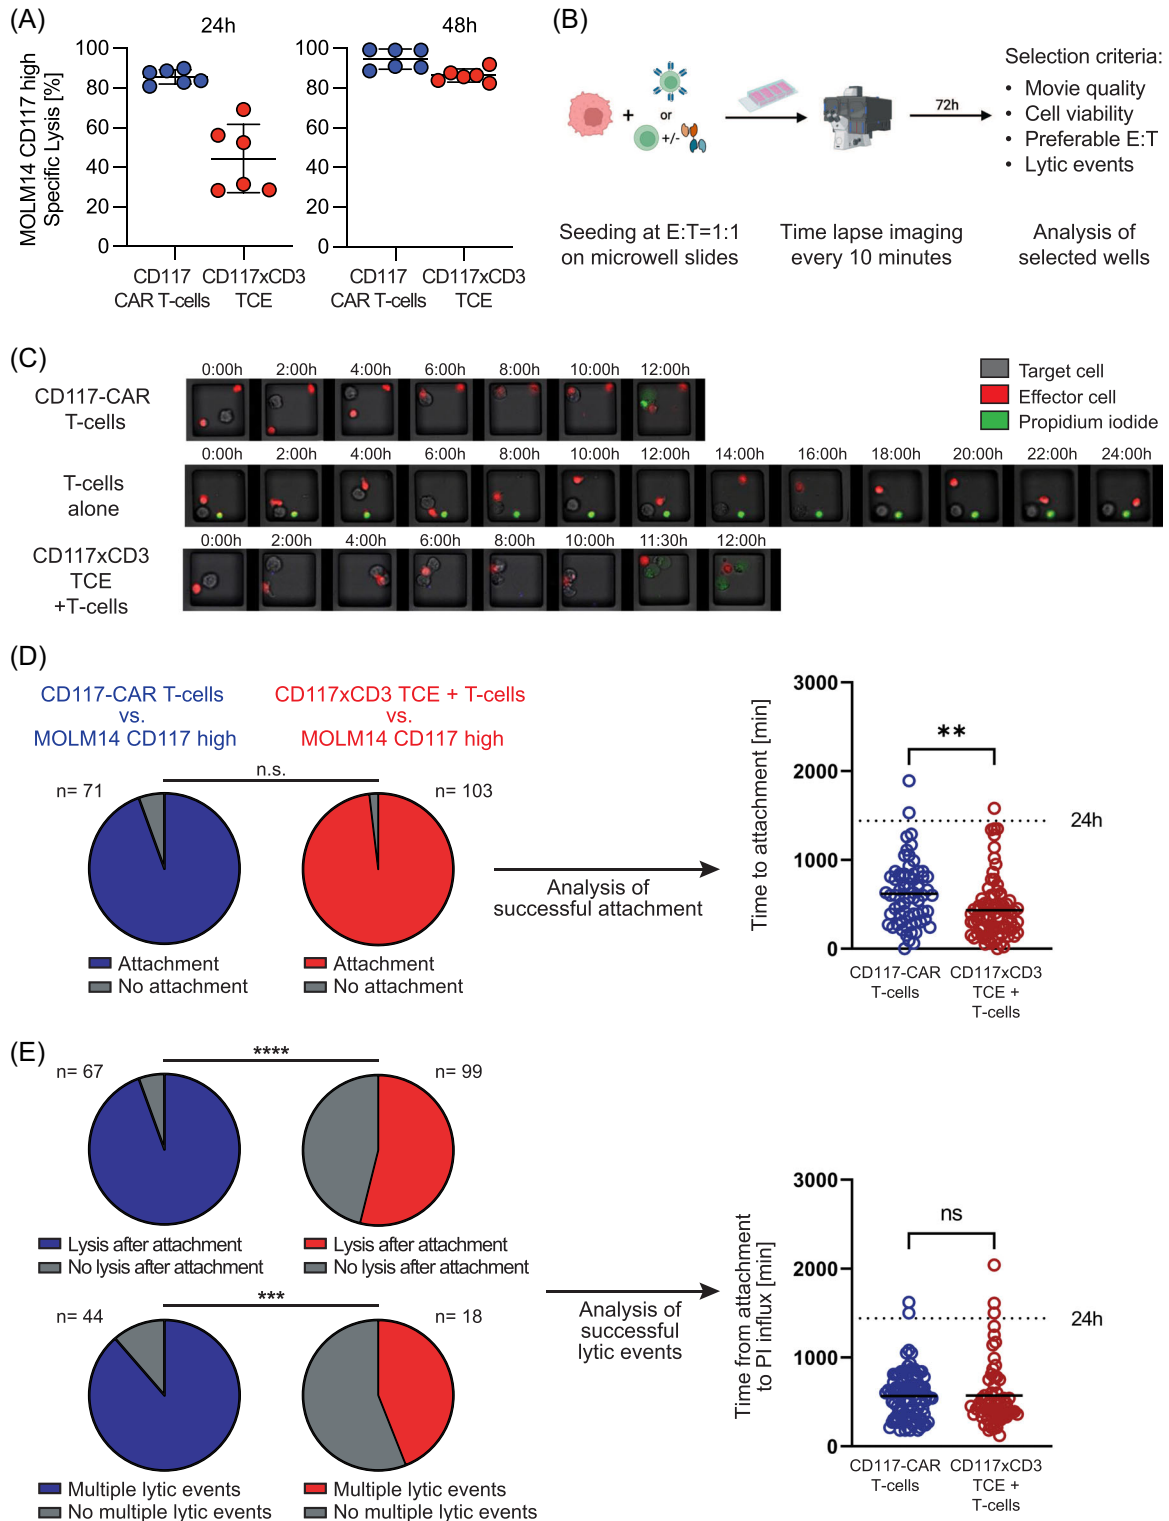 (A)
24h
48h
MOLM14 CD117 high
Specific Lysis [%]
100
80
60
40
20
0
100
80
60
40
20
0
CD117
CAR T-cells
CD117xCD3
TCE
CD117
CAR T-cells
CD117xCD3
TCE
(B)
+
or
+/-
72h
Selection criteria:
• Movie quality
• Cell viability
• Preferable E:T
• Lytic events
Seeding at E:T=1:1
on microwell slides
Time lapse imaging
every 10 minutes
Analysis of
selected wells
(C)
CD117-CAR
T-cells
0:00h 2:00h 4:00h 6:00h 8:00h 10:00h 12:00h
Target cell
Effector cell
Propidium iodide
T-cells
alone
0:00h 2:00h 4:00h 6:00h 8:00h 10:00h 12:00h 14:00h 16:00h 18:00h 20:00h 22:00h 24:00h
CD117xCD3
TCE
+T-cells
0:00h 2:00h 4:00h 6:00h 8:00h 10:00h 11:30h 12:00h
(D)
CD117-CAR T-cells
vs.
MOLM14 CD117 high
CD117xCD3 TCE + T-cells
vs.
MOLM14 CD117 high
n.s.
n= 71
n= 103
Attachment
No attachment
Attachment
No attachment
Analysis of
successful attachment
Time to attachment [min]
3000
2000
1000
0
**
24h
CD117-CAR
T-cells
CD117xCD3
TCE +
T-cells
(E)
****
n= 67
n= 99
Lysis after attachment
No lysis after attachment
Lysis after attachment
No lysis after attachment
***
n= 44
n= 18
Multiple lytic events
No multiple lytic events
Multiple lytic events
No multiple lytic events
Analysis of
successful
lytic events
Time from attachment
to PI influx [min]
3000
2000
1000
0
ns
24h
CD117-CAR
T-cells
CD117xCD3
TCE +
T-cells